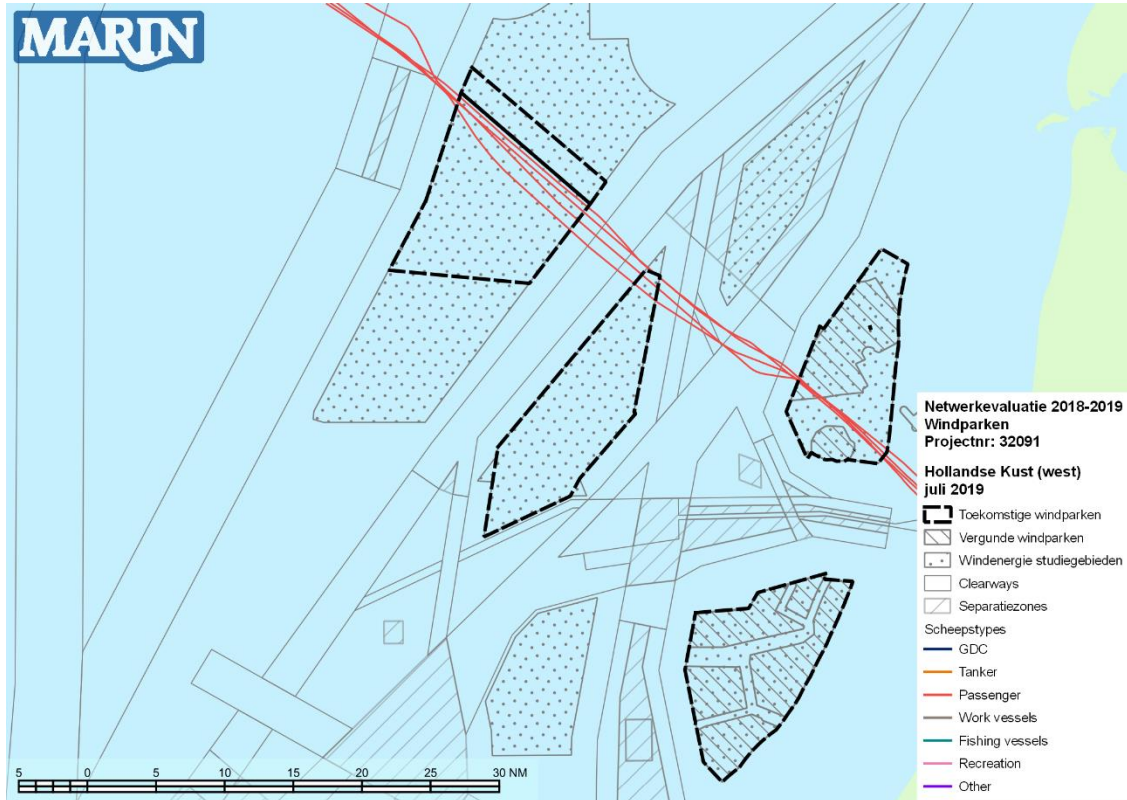 MARIN
Netwerkevaluatie 2018-2019
Windparken
Projectnr: 32091
Hollandse Kust (west)
juli 2019
Toekomstige windparken
Vergunde windparken
Windenergie studiegebieden
Clearways
Separatiezones
Scheepstypes
GDC
Tanker
Passenger
Work vessels
Fishing vessels
Recreation
Other
5 0 5 10 15 20 25 30 NM